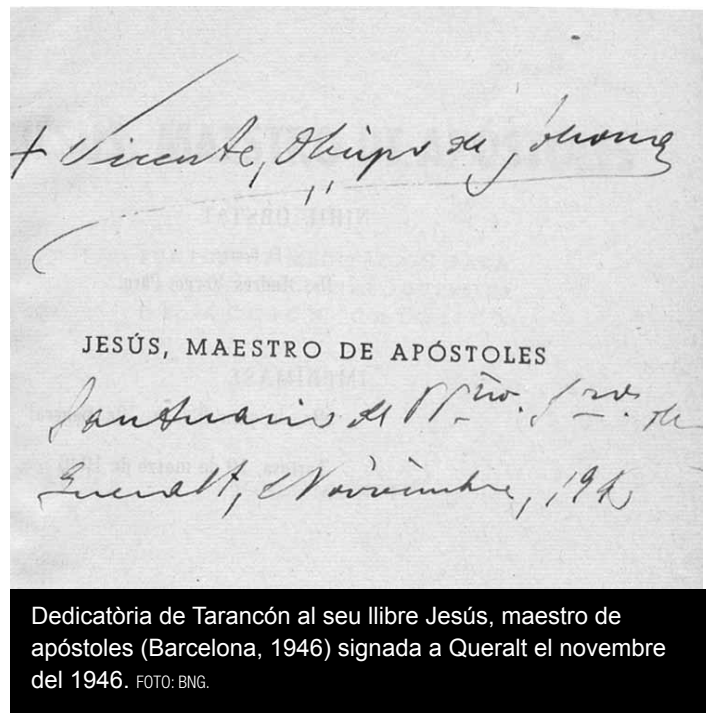 + Vicente, Obispo de Solsona
JESÚS, MAESTRO DE APÓSTOLES
Santuario de Ntra. Sra. de
Queralt, Noviembre, 1946
Dedicatòria de Tarancón al seu llibre Jesús, maestro de
apóstoles (Barcelona, 1946) signada a Queralt el novembre
del 1946. FOTO: BNG.